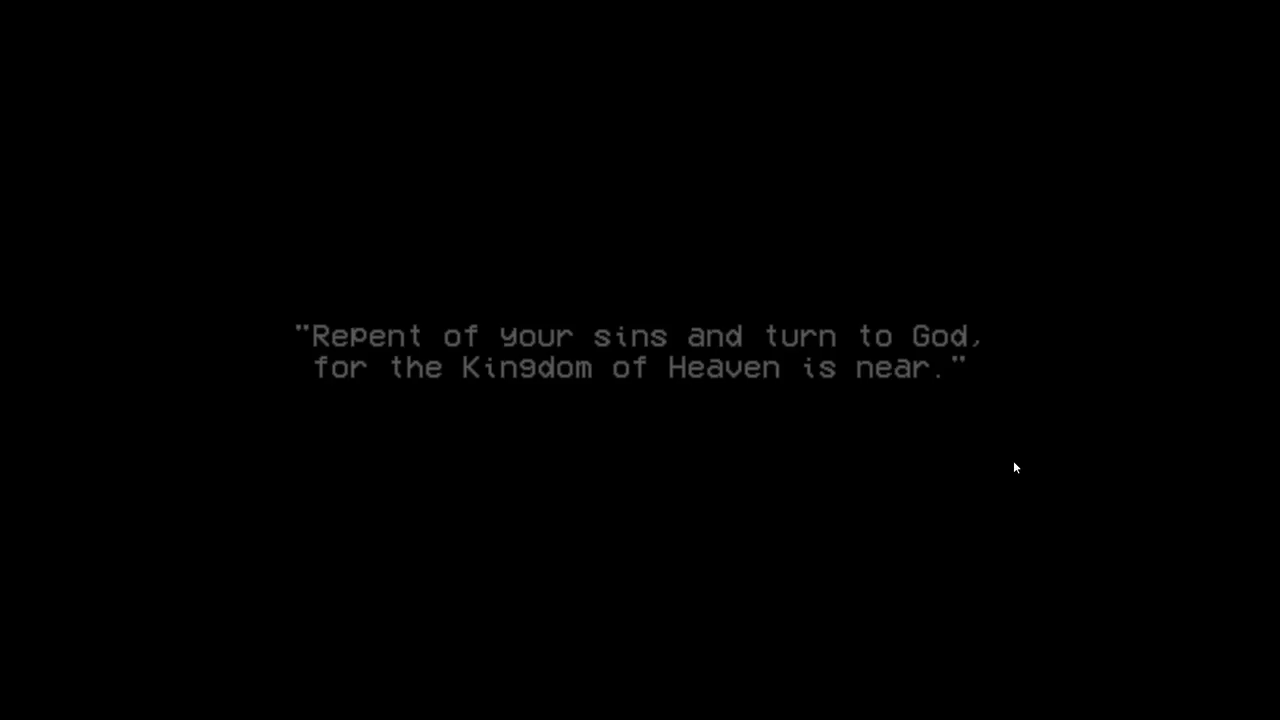 "Repent of your sins and turn to God,
for the Kingdom of Heaven is near."